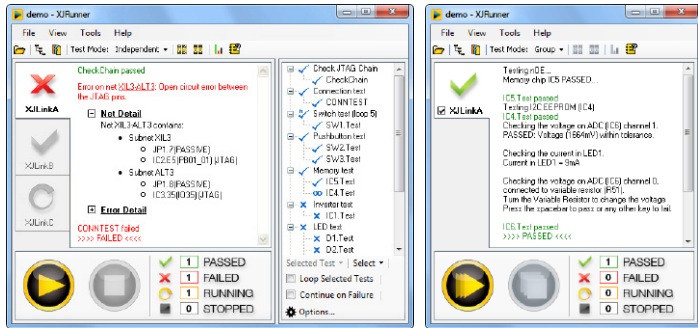 demo - XJRunner
File View Tools Help
Test Mode: Independent
XJLinkA
XJLinkB
XJLinkC
CheckChain passed
Error on net XIL3-ALT3: Open circuit error between
the JTAG pins.
Net Detail
Net XIL3-ALT3 contains:
Subnet XIL3
JP1.7(PASSIVE)
IC2.E5(PB01_01) (JTAG)
Subnet ALT3
JP1.8(PASSIVE)
IC3.35(IO35) (JTAG)
Error Detail
CONNTEST failed
>>>> FAILED <<<<
Check JTAG Chain
CheckChain
Connection test
CONNTEST
Switch test (loop 5)
SW1.Test
Pushbutton test
SW2.Test
SW3.Test
Memory test
IC5.Test
IC4.Test
Invertor test
IC1.Test
LED test
D1.Test
D2.Test
Selected Test Select
Loop Selected Tests
Continue on Failure
Options...
1 PASSED
1 FAILED
1 RUNNING
0 STOPPED
demo - XJRunner
File View Tools Help
Test Mode: Group
XJLinkA
Testing nOE...
Memory chip IC5 PASSED...
IC5.Test passed
Testing I2C EEPROM (IC4)
IC4.Test passed
Checking the voltage on ADC (IC6) channel 1.
PASSED: Voltage (1664mV) within tolerance.
Checking the current in LED1.
Current in LED1 = 9mA
Checking the voltage on ADC (IC6) channel 0,
connected to variable resistor (R51).
Turn the Variable Resistor to change the voltage
Press the spacebar to pass or any other key to fail.
IC6.Test passed
>>>> PASSED <<<<
1 PASSED
0 FAILED
0 RUNNING
0 STOPPED